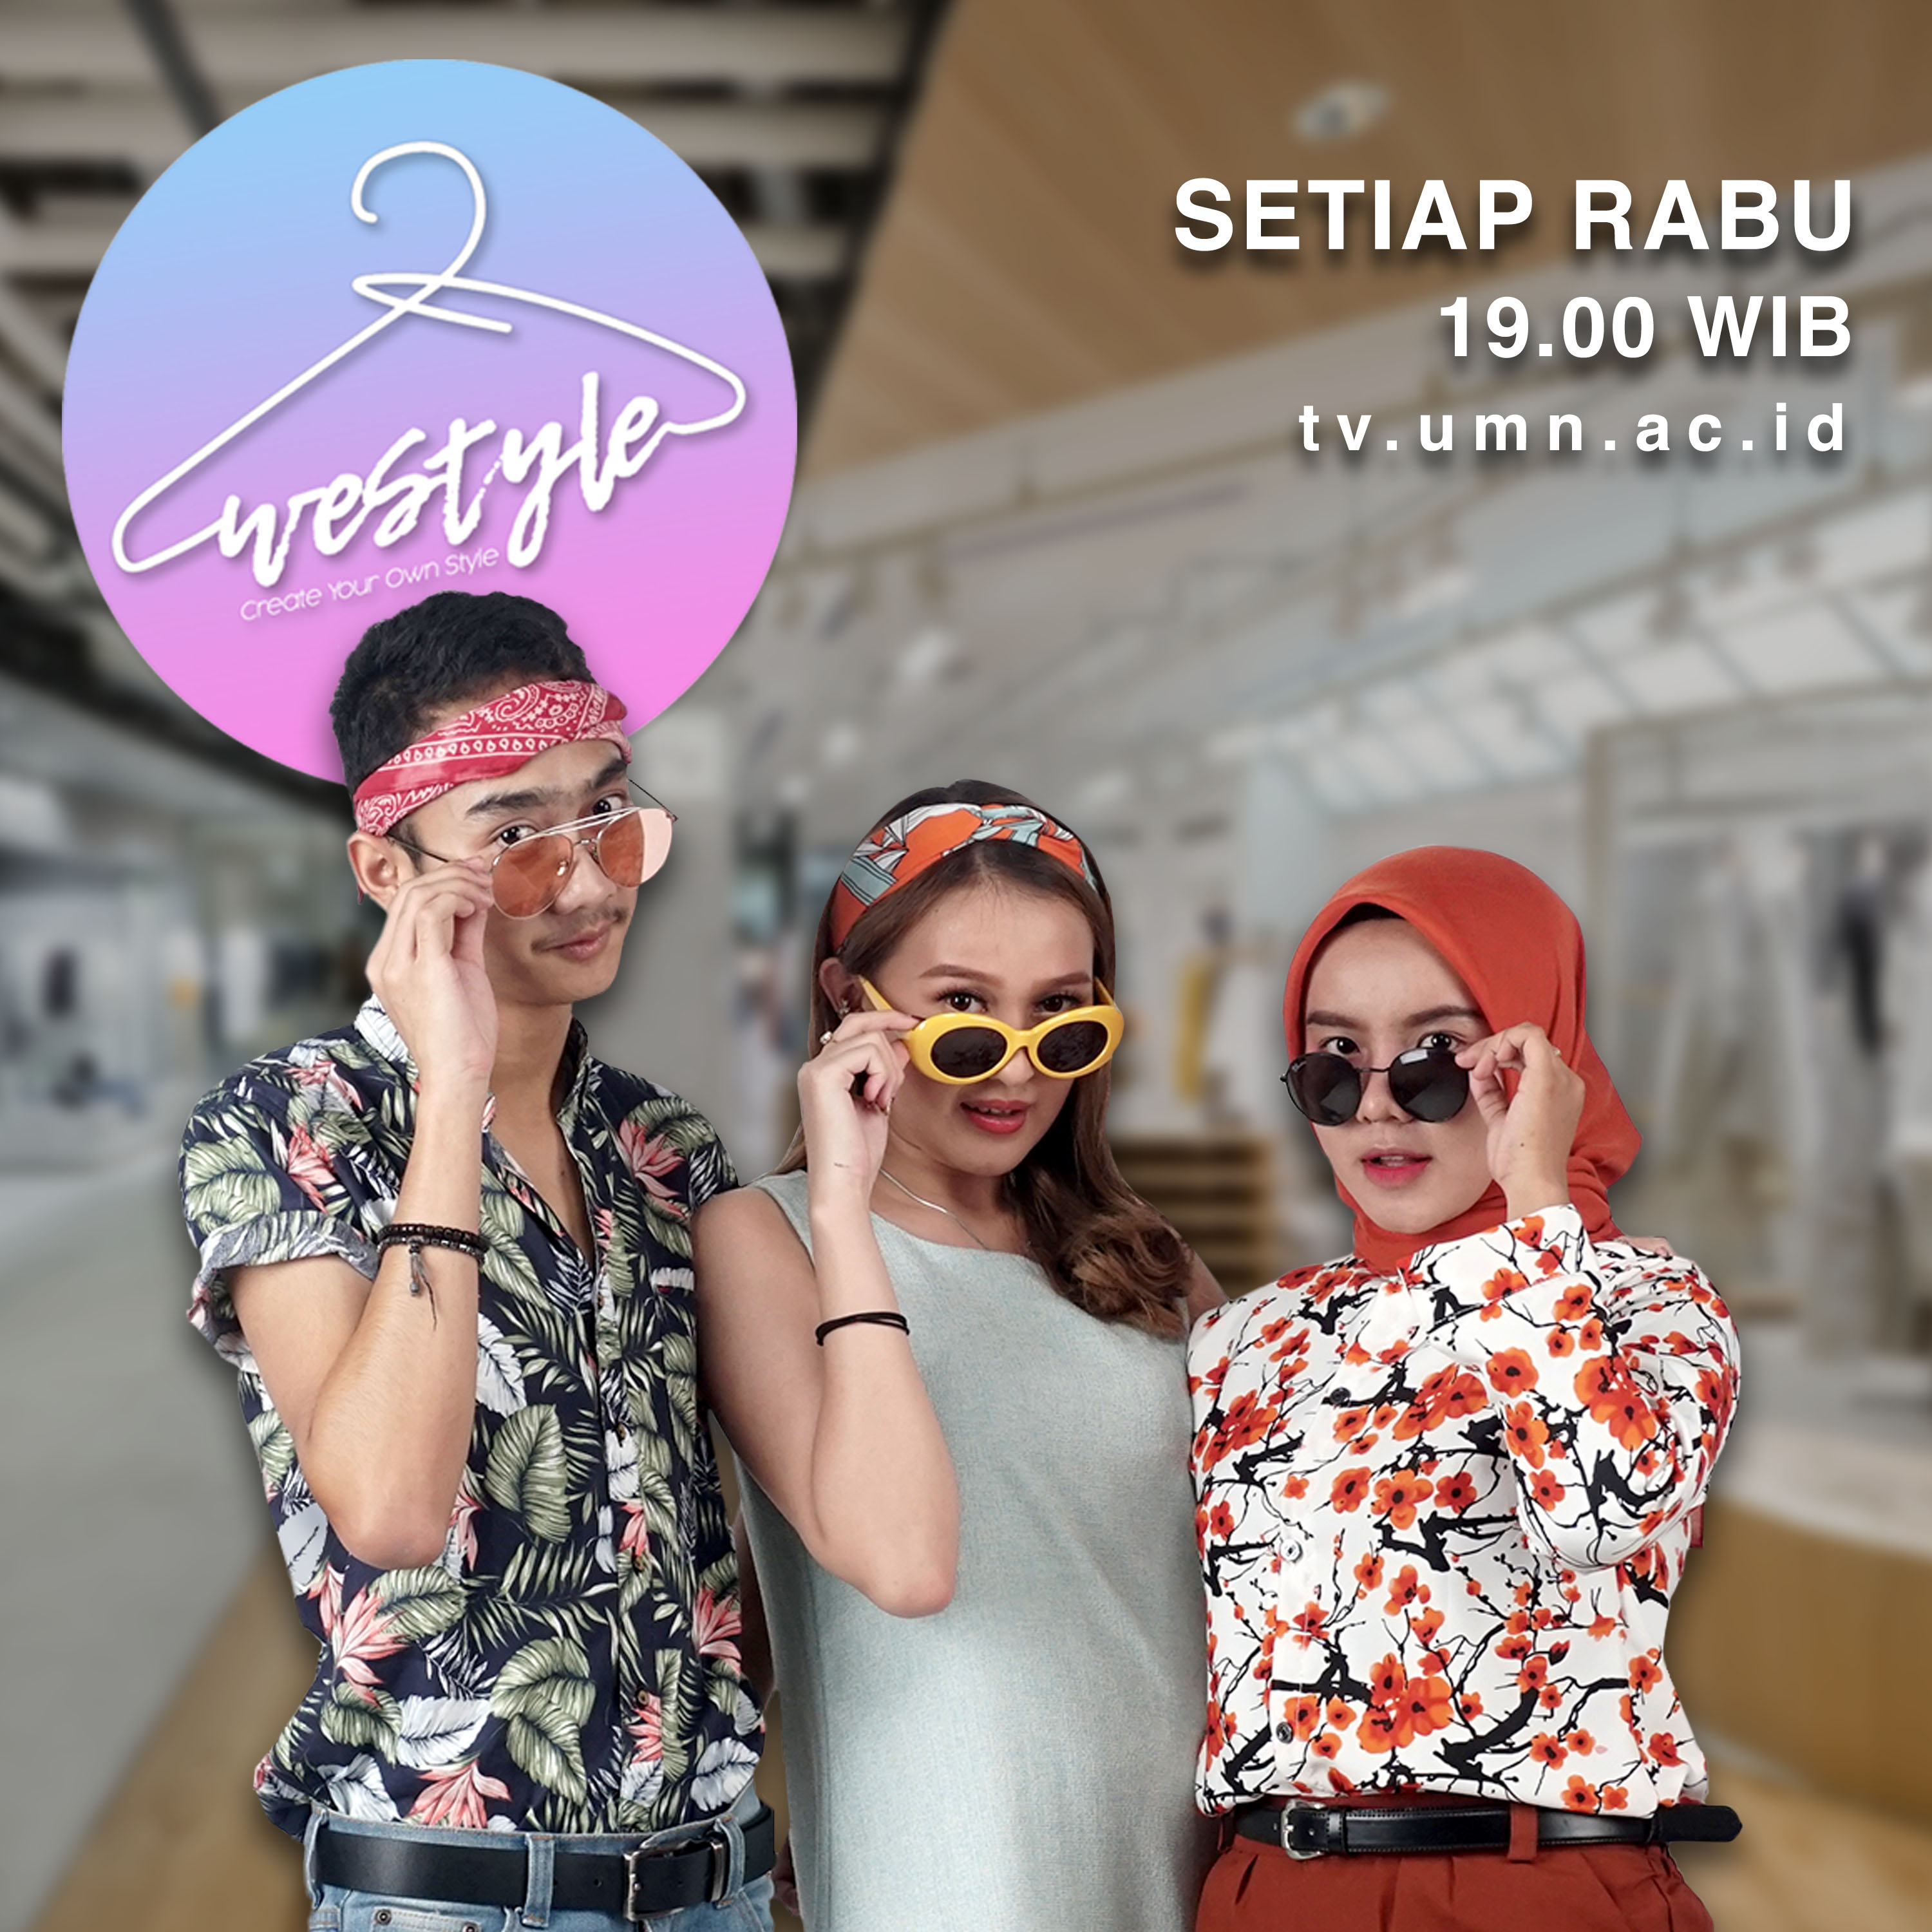 westyle
Create Your Own Style
SETIAP RABU
19.00 WIB
tv.umn.ac.id